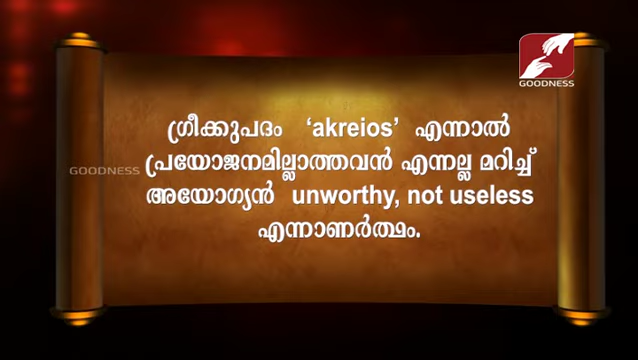 GOODNESS
ഗ്രീക്കുപദം 'akreios' എന്നാൽ
GOODNESS
പ്രയോജനമില്ലാത്തവൻ എന്നല്ല മറിച്ച്
അയോഗ്യൻ unworthy, not useless
എന്നാണർത്ഥം.